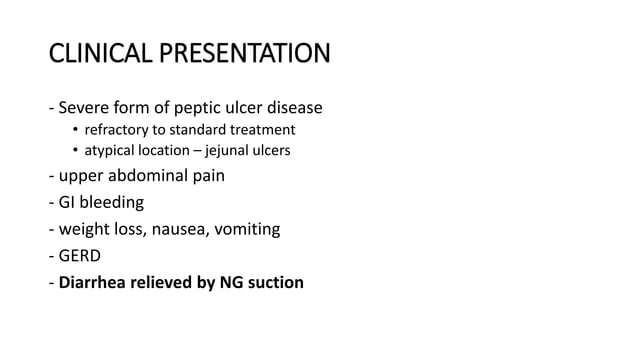 CLINICAL PRESENTATION
- Severe form of peptic ulcer disease
• refractory to standard treatment
• atypical location – jejunal ulcers
- upper abdominal pain
- GI bleeding
- weight loss, nausea, vomiting
- GERD
- Diarrhea relieved by NG suction